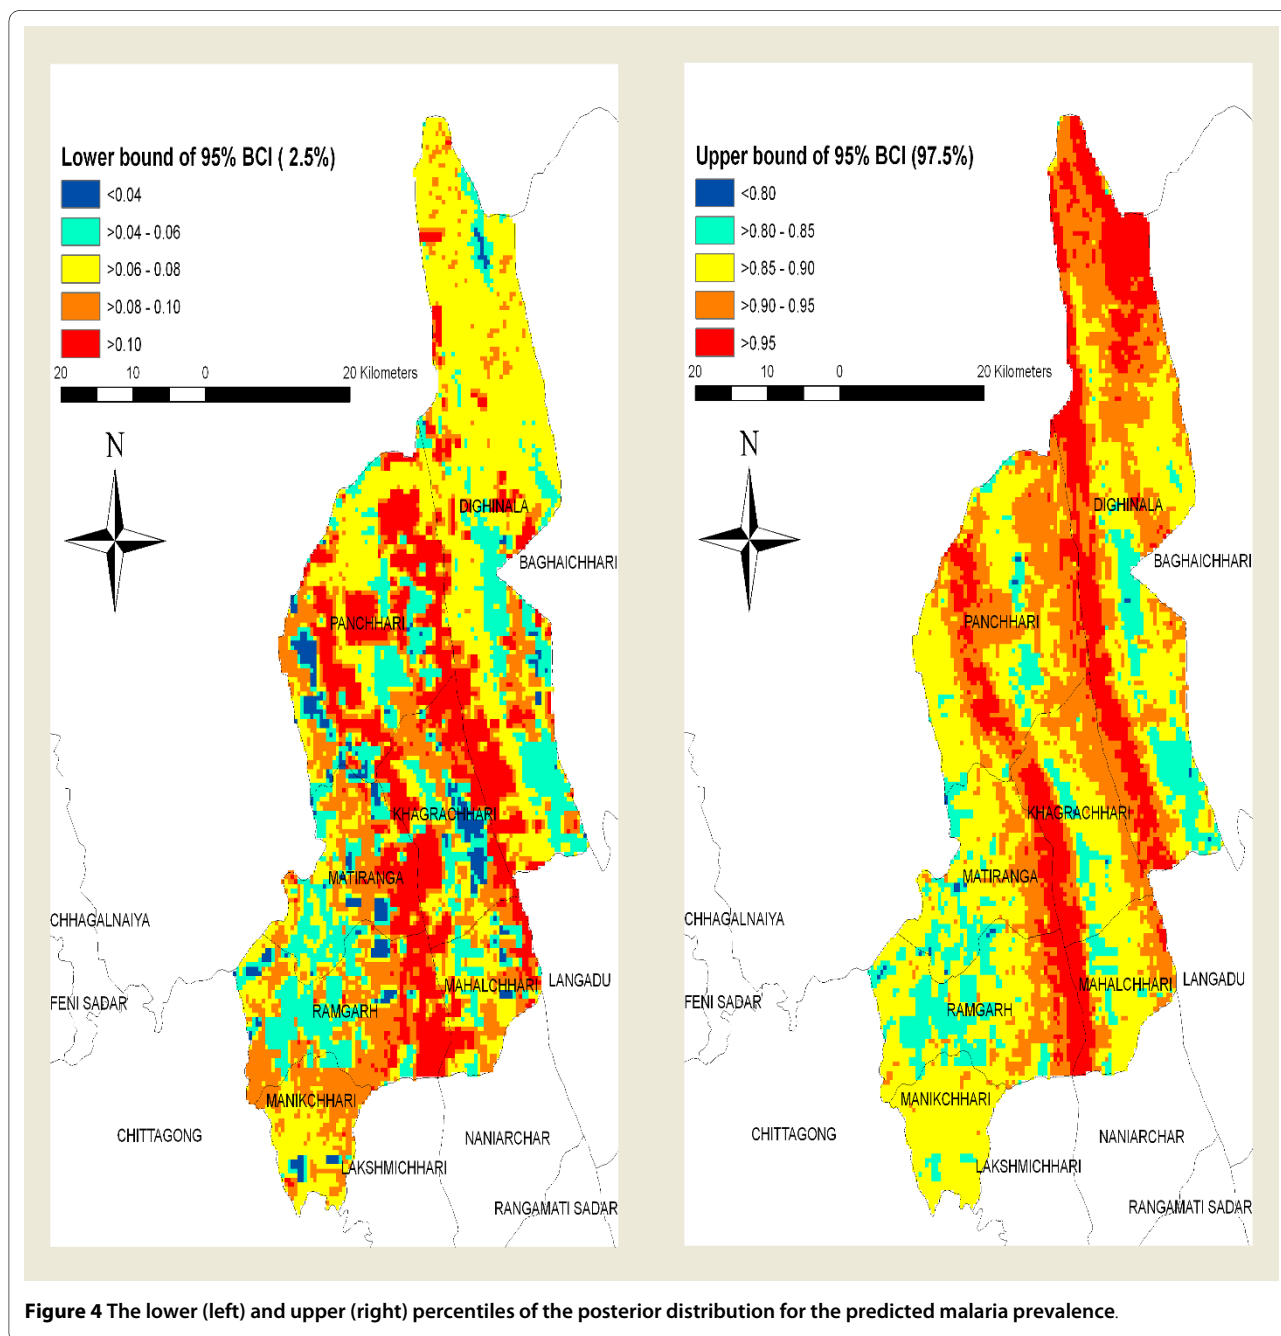 Lower bound of 95% BCI ( 2.5%)
<0.04
>0.04 - 0.06
>0.06 - 0.08
>0.08 - 0.10
>0.10
20 10 0 20 Kilometers
N
DIGHINALA
BAGHAICHHARI
PANCHHARI
KHAGRACHHARI
MATIRANGA
CHHAGALNAIYA
MAHALCHHARI
LANGADU
FENI SADAR
RAMGARH
MANIKCHHARI
CHITTAGONG
NANIARCHAR
LAKSHMICHHARI
RANGAMATI SADAR
Upper bound of 95% BCI (97.5%)
<0.80
>0.80 - 0.85
>0.85 - 0.90
>0.90 - 0.95
>0.95
20 10 0 20 Kilometers
N
DIGHINALA
BAGHAICHHARI
PANCHHARI
KHAGRACHHARI
MATIRANGA
CHHAGALNAIYA
MAHALCHHARI
LANGADU
FENI SADAR
RAMGARH
MANIKCHHARI
CHITTAGONG
NANIARCHAR
LAKSHMICHHARI
RANGAMATI SADAR
Figure 4 The lower (left) and upper (right) percentiles of the posterior distribution for the predicted malaria prevalence.